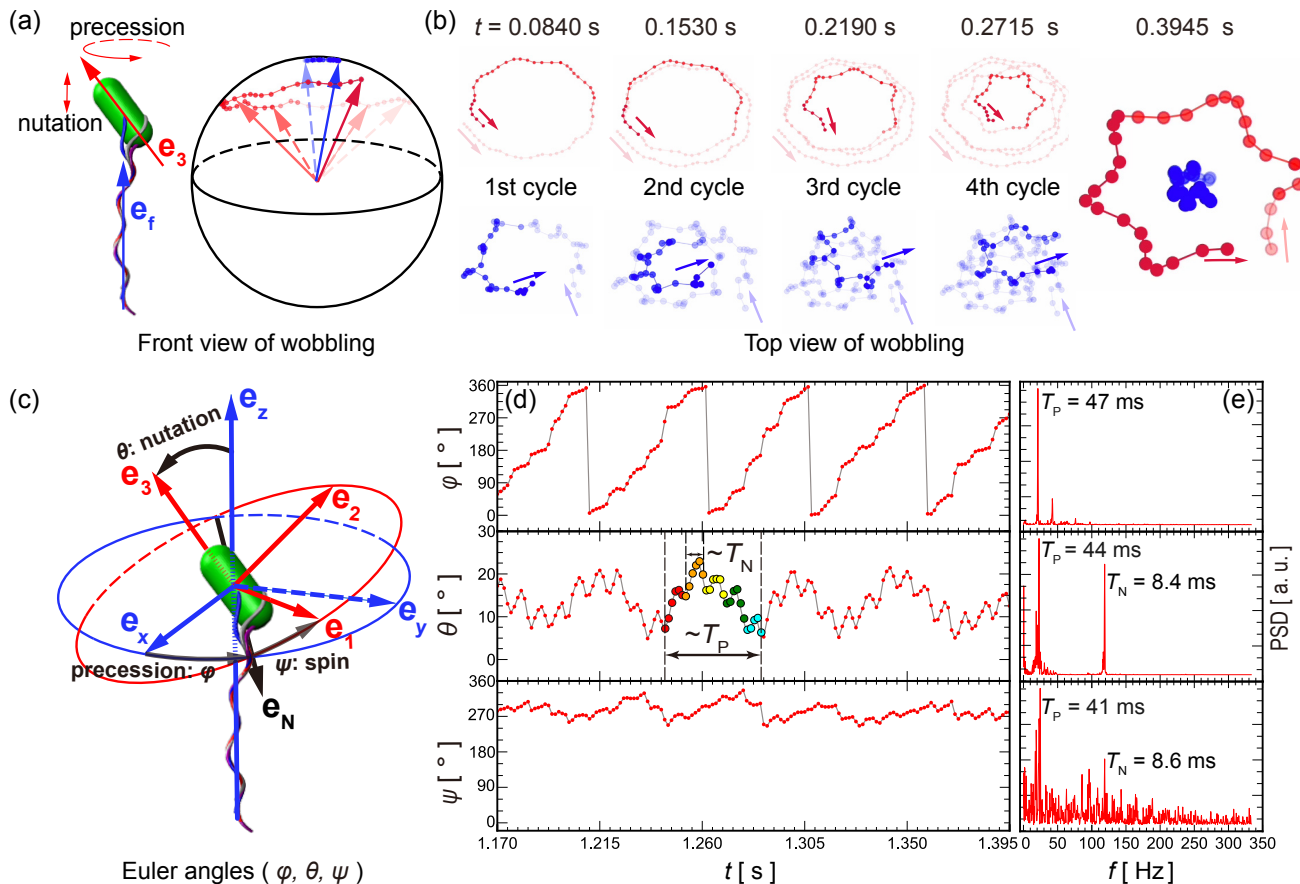 (a)
precession
nutation
e3
ef
Front view of wobbling
(b)
t = 0.0840 s
0.1530 s
0.2190 s
0.2715 s
0.3945 s
1st cycle
2nd cycle
3rd cycle
4th cycle
Top view of wobbling
(c)
ez
θ: nutation
e3
e2
ex
ey
e1
precession: φ
ψ: spin
eN
Euler angles ( φ, θ, ψ )
(d)
φ [ ° ]
360
270
180
90
0
θ [ ° ]
30
20
10
0
~TN
~TP
ψ [ ° ]
270
180
90
0
1.170
1.215
1.260
1.305
1.350
1.395
t [ s ]
(e)
TP = 47 ms
TP = 44 ms
TN = 8.4 ms
TP = 41 ms
TN = 8.6 ms
PSD [ a. u. ]
0
50
100
150
200
250
300
350
f [ Hz ]